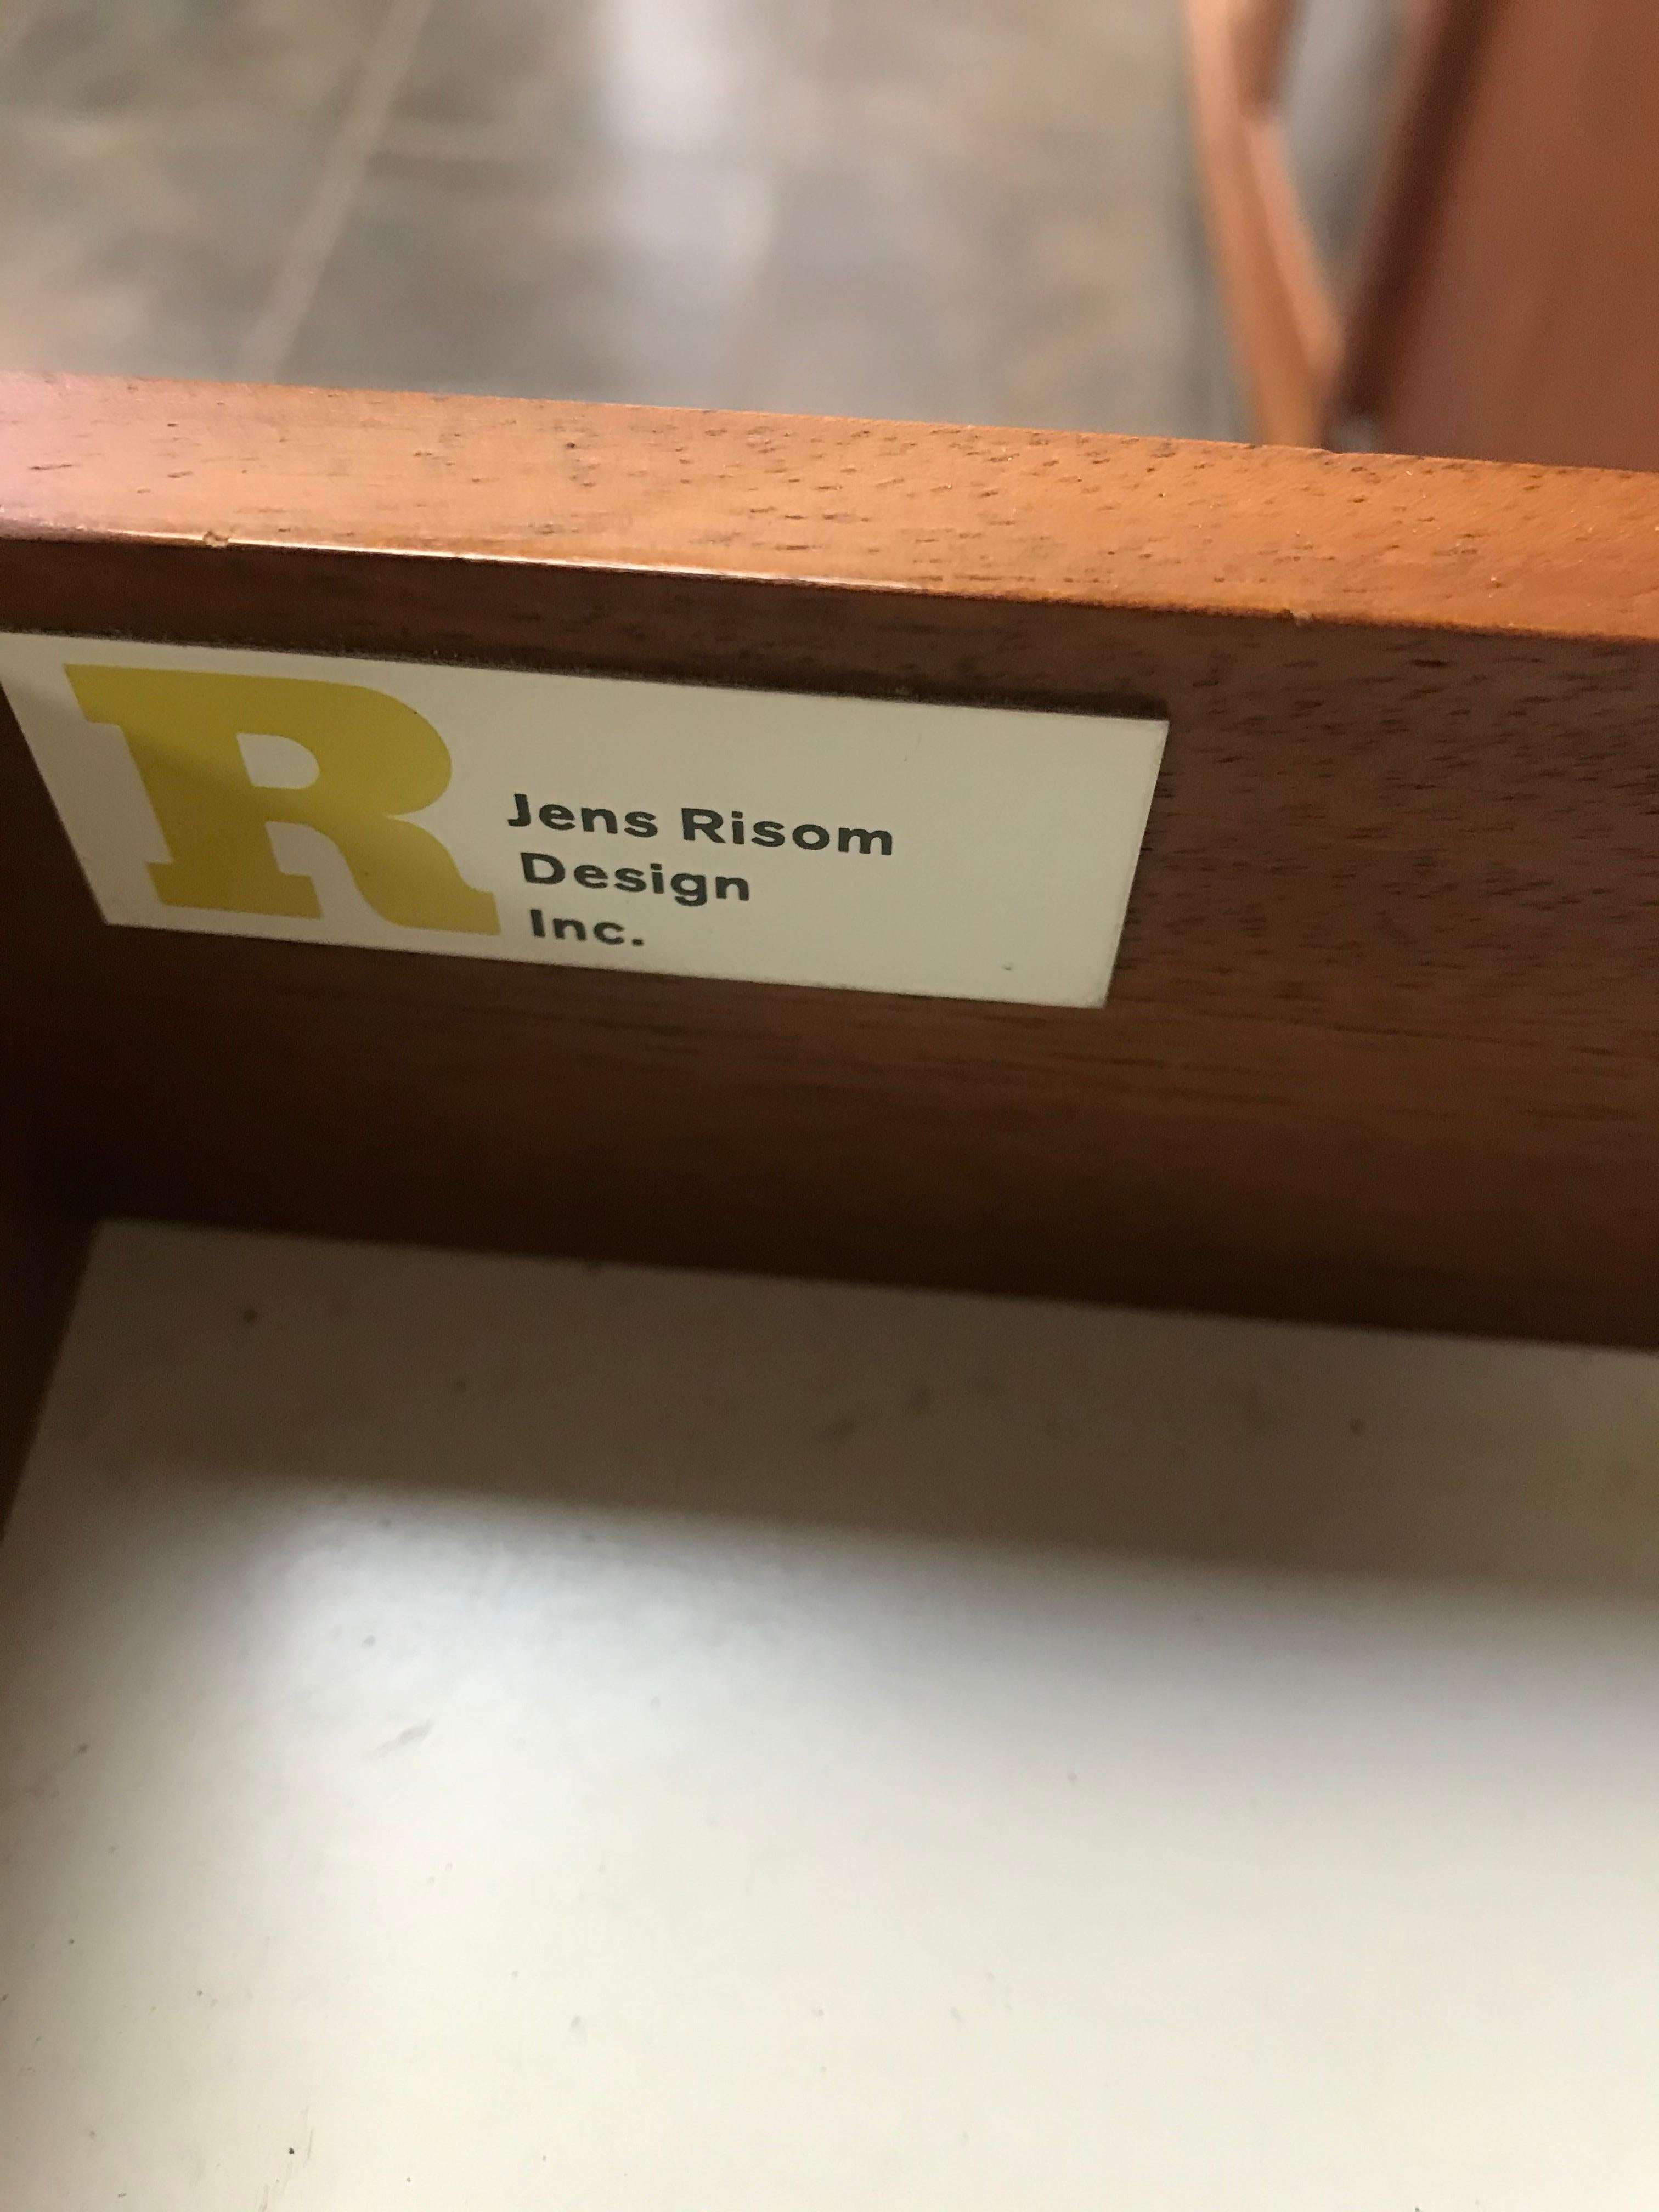 R
Jens Risom
Design
Inc.